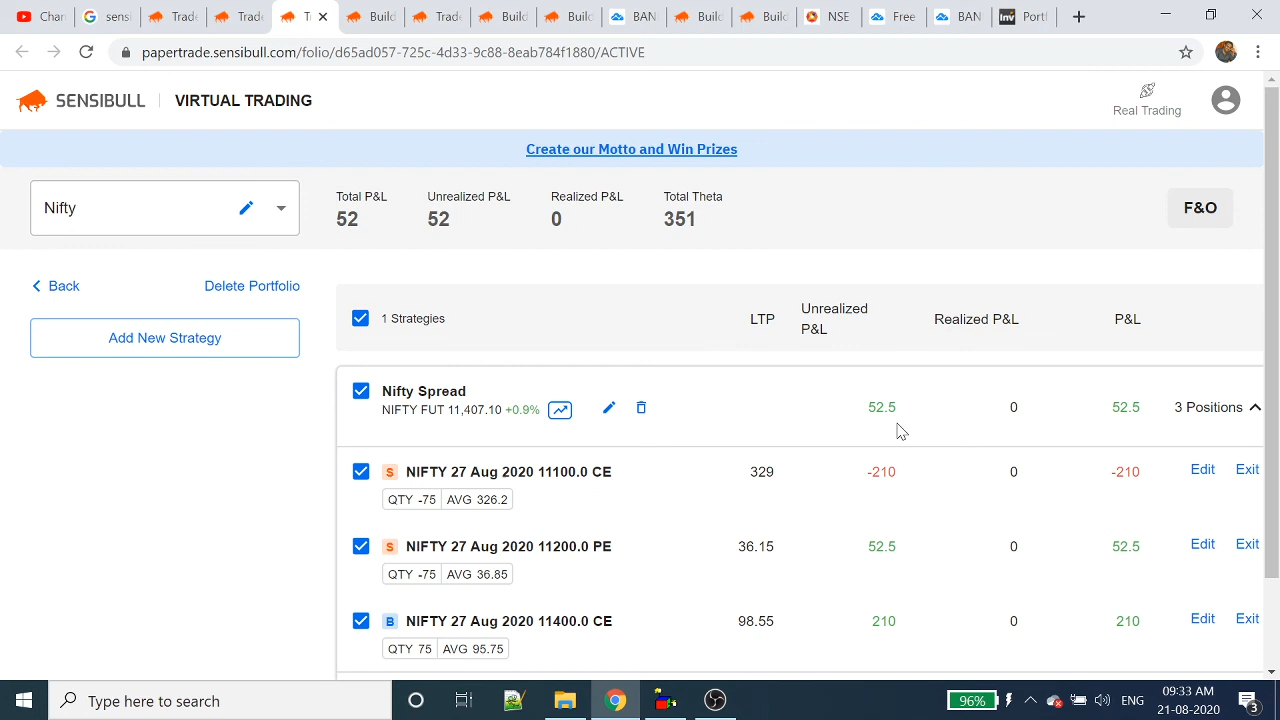 Char
sensi
Trade
Trade
Tr
Build
Trade
Build
Build
BAN
Build
Build
NSE
Free
BAN
Inv
Portf
papertrade.sensibull.com/folio/d65ad057-725c-4d33-9c88-8eab784f1880/ACTIVE
SENSIBULL
VIRTUAL TRADING
Real Trading
Create our Motto and Win Prizes
Nifty
Total P&L
Unrealized P&L
Realized P&L
Total Theta
52
52
0
351
F&O
Back
Delete Portfolio
Add New Strategy
1 Strategies
LTP
Unrealized
P&L
Realized P&L
P&L
Nifty Spread
NIFTY FUT 11,407.10 +0.9%
52.5
0
52.5
3 Positions
S NIFTY 27 Aug 2020 11100.0 CE
329
-210
0
-210
Edit
Exit
QTY -75 AVG 326.2
S NIFTY 27 Aug 2020 11200.0 PE
36.15
52.5
0
52.5
Edit
Exit
QTY -75 AVG 36.85
B NIFTY 27 Aug 2020 11400.0 CE
98.55
210
0
210
Edit
Exit
QTY 75 AVG 95.75
Type here to search
96%
ENG
09:33 AM
21-08-2020
3